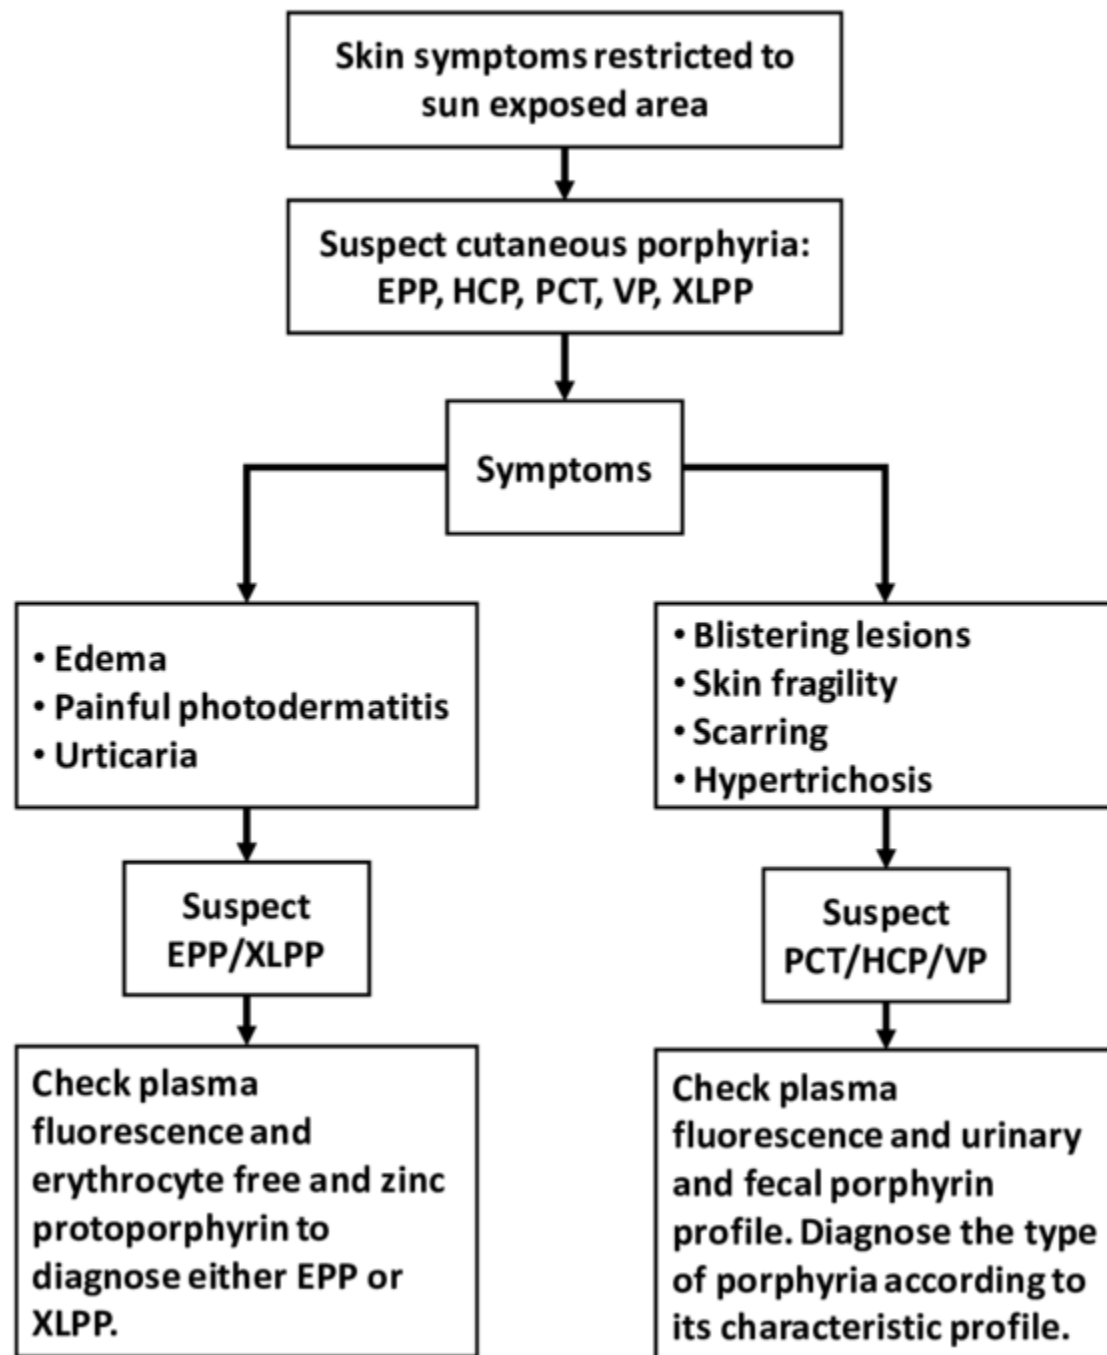 Skin symptoms restricted to
sun exposed area
Suspect cutaneous porphyria:
EPP, HCP, PCT, VP, XLPP
Symptoms
• Edema
• Painful photodermatitis
• Urticaria
Suspect
EPP/XLPP
Check plasma
fluorescence and
erythrocyte free and zinc
protoporphyrin to
diagnose either EPP or
XLPP.
• Blistering lesions
• Skin fragility
• Scarring
• Hypertrichosis
Suspect
PCT/HCP/VP
Check plasma
fluorescence and urinary
and fecal porphyrin
profile. Diagnose the type
of porphyria according to
its characteristic profile.